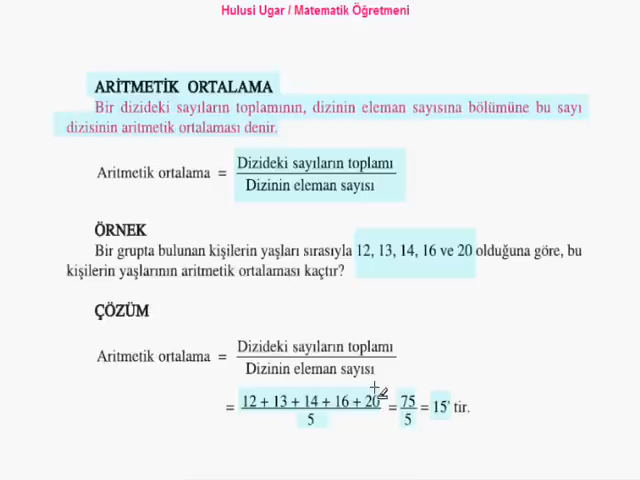 Hulusi Ugar / Matematik Öğretmeni
ARİTMETİK ORTALAMA
Bir dizideki sayıların toplamının, dizinin eleman sayısına bölümüne bu sayı
dizisinin aritmetik ortalaması denir.
Aritmetik ortalama = Dizideki sayıların toplamı
Dizinin eleman sayısı
ÖRNEK
Bir grupta bulunan kişilerin yaşları sırasıyla 12, 13, 14, 16 ve 20 olduğuna göre, bu
kişilerin yaşlarının aritmetik ortalaması kaçtır?
ÇÖZÜM
Aritmetik ortalama = Dizideki sayıların toplamı
Dizinin eleman sayısı
= 12 + 13 + 14 + 16 + 20 = 75 = 15' tir.
5 5